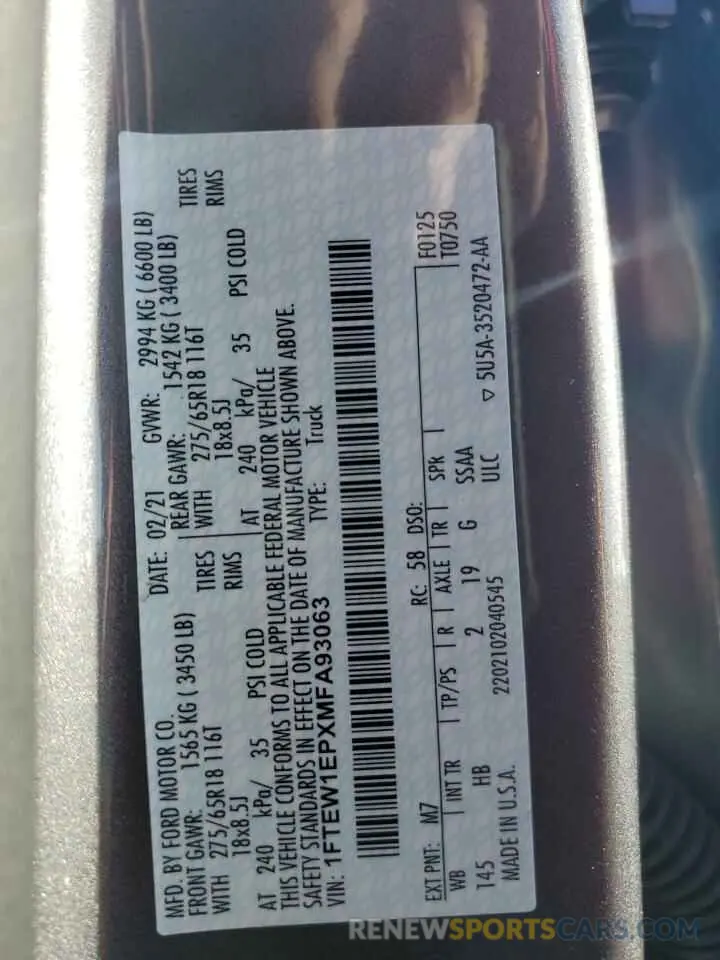 MFD. BY FORD MOTOR CO. DATE: 02/21 GVWR: 2994 KG ( 6600 LB)
FRONT GAWR: 1565 KG ( 3450 LB) REAR GAWR: 1542 KG ( 3400 LB)
WITH 275/65R18 116T TIRES WITH 275/65R18 116T TIRES
18x8.5J RIMS 18x8.5J RIMS
AT 240 kPa/ 35 PSI COLD AT 240 kPa/ 35 PSI COLD
THIS VEHICLE CONFORMS TO ALL APPLICABLE FEDERAL MOTOR VEHICLE
SAFETY STANDARDS IN EFFECT ON THE DATE OF MANUFACTURE SHOWN ABOVE.
VIN: 1FTEW1EPXMFA93063 TYPE: Truck
EXT PNT: M7 RC: 58 DSO: F0125
WB INT TR TP/PS R AXLE TR SPR T0750
145 HB 2 19 G SSAA
ULC
MADE IN U.S.A. 2202102040545 ▽ 5U5A-3520472-AA
RENEWSPORTSCARS.COM